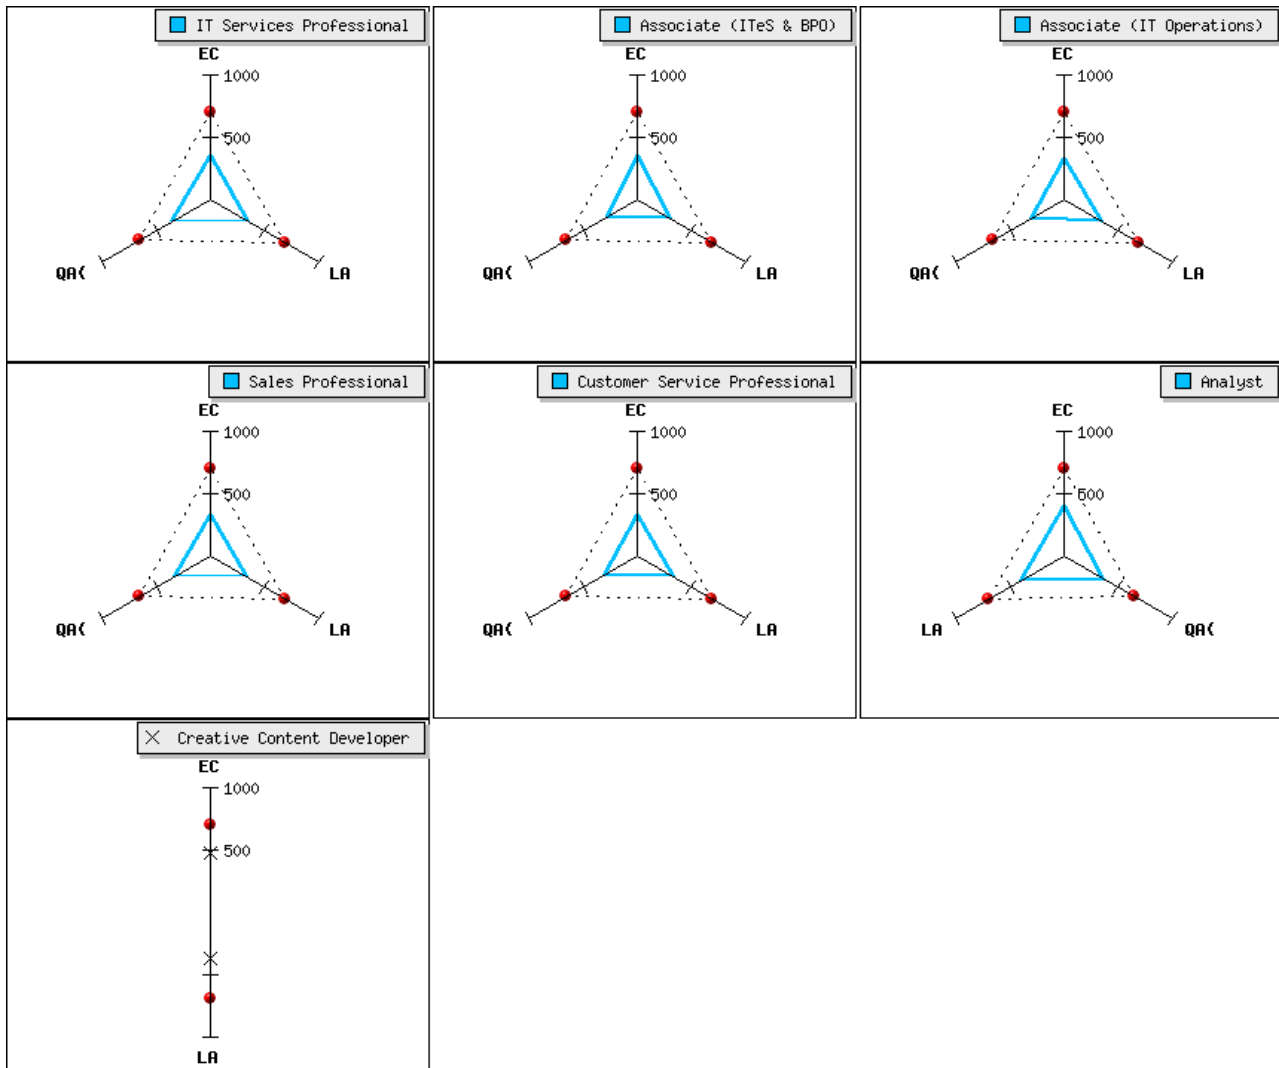 IT Services Professional
EC
1000
500
QA(
LA
Associate (ITeS & BPO)
EC
1000
500
QA(
LA
Associate (IT Operations)
EC
1000
500
QA(
LA
Sales Professional
EC
1000
500
QA(
LA
Customer Service Professional
EC
1000
500
QA(
LA
Analyst
EC
1000
500
LA
QA(
Creative Content Developer
EC
1000
500
LA